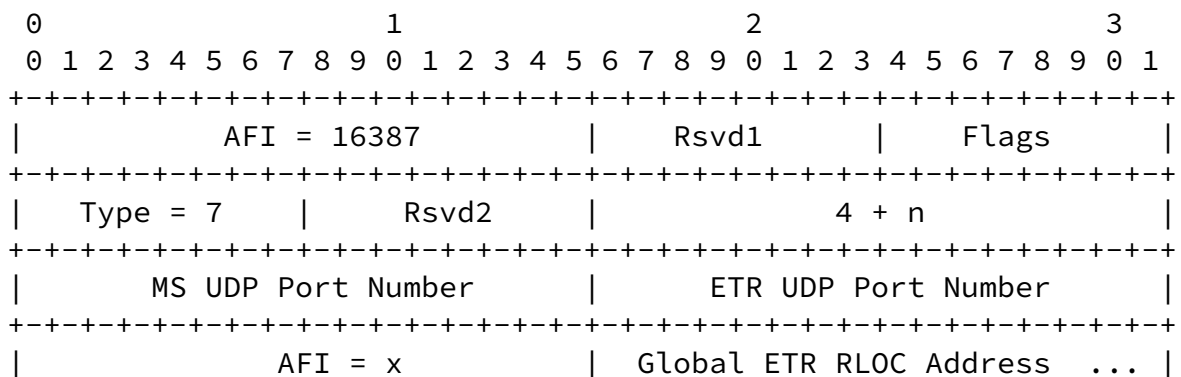 0                   1                   2                   3
0 1 2 3 4 5 6 7 8 9 0 1 2 3 4 5 6 7 8 9 0 1 2 3 4 5 6 7 8 9 0 1
+-+-+-+-+-+-+-+-+-+-+-+-+-+-+-+-+-+-+-+-+-+-+-+-+-+-+-+-+-+-+-+-+
|           AFI = 16387         |     Rsvd1     |     Flags     |
+-+-+-+-+-+-+-+-+-+-+-+-+-+-+-+-+-+-+-+-+-+-+-+-+-+-+-+-+-+-+-+-+
|   Type = 7    |     Rsvd2     |             4 + n             |
+-+-+-+-+-+-+-+-+-+-+-+-+-+-+-+-+-+-+-+-+-+-+-+-+-+-+-+-+-+-+-+-+
|       MS UDP Port Number      |      ETR UDP Port Number      |
+-+-+-+-+-+-+-+-+-+-+-+-+-+-+-+-+-+-+-+-+-+-+-+-+-+-+-+-+-+-+-+-+
|              AFI = x          |  Global ETR RLOC Address  ... |